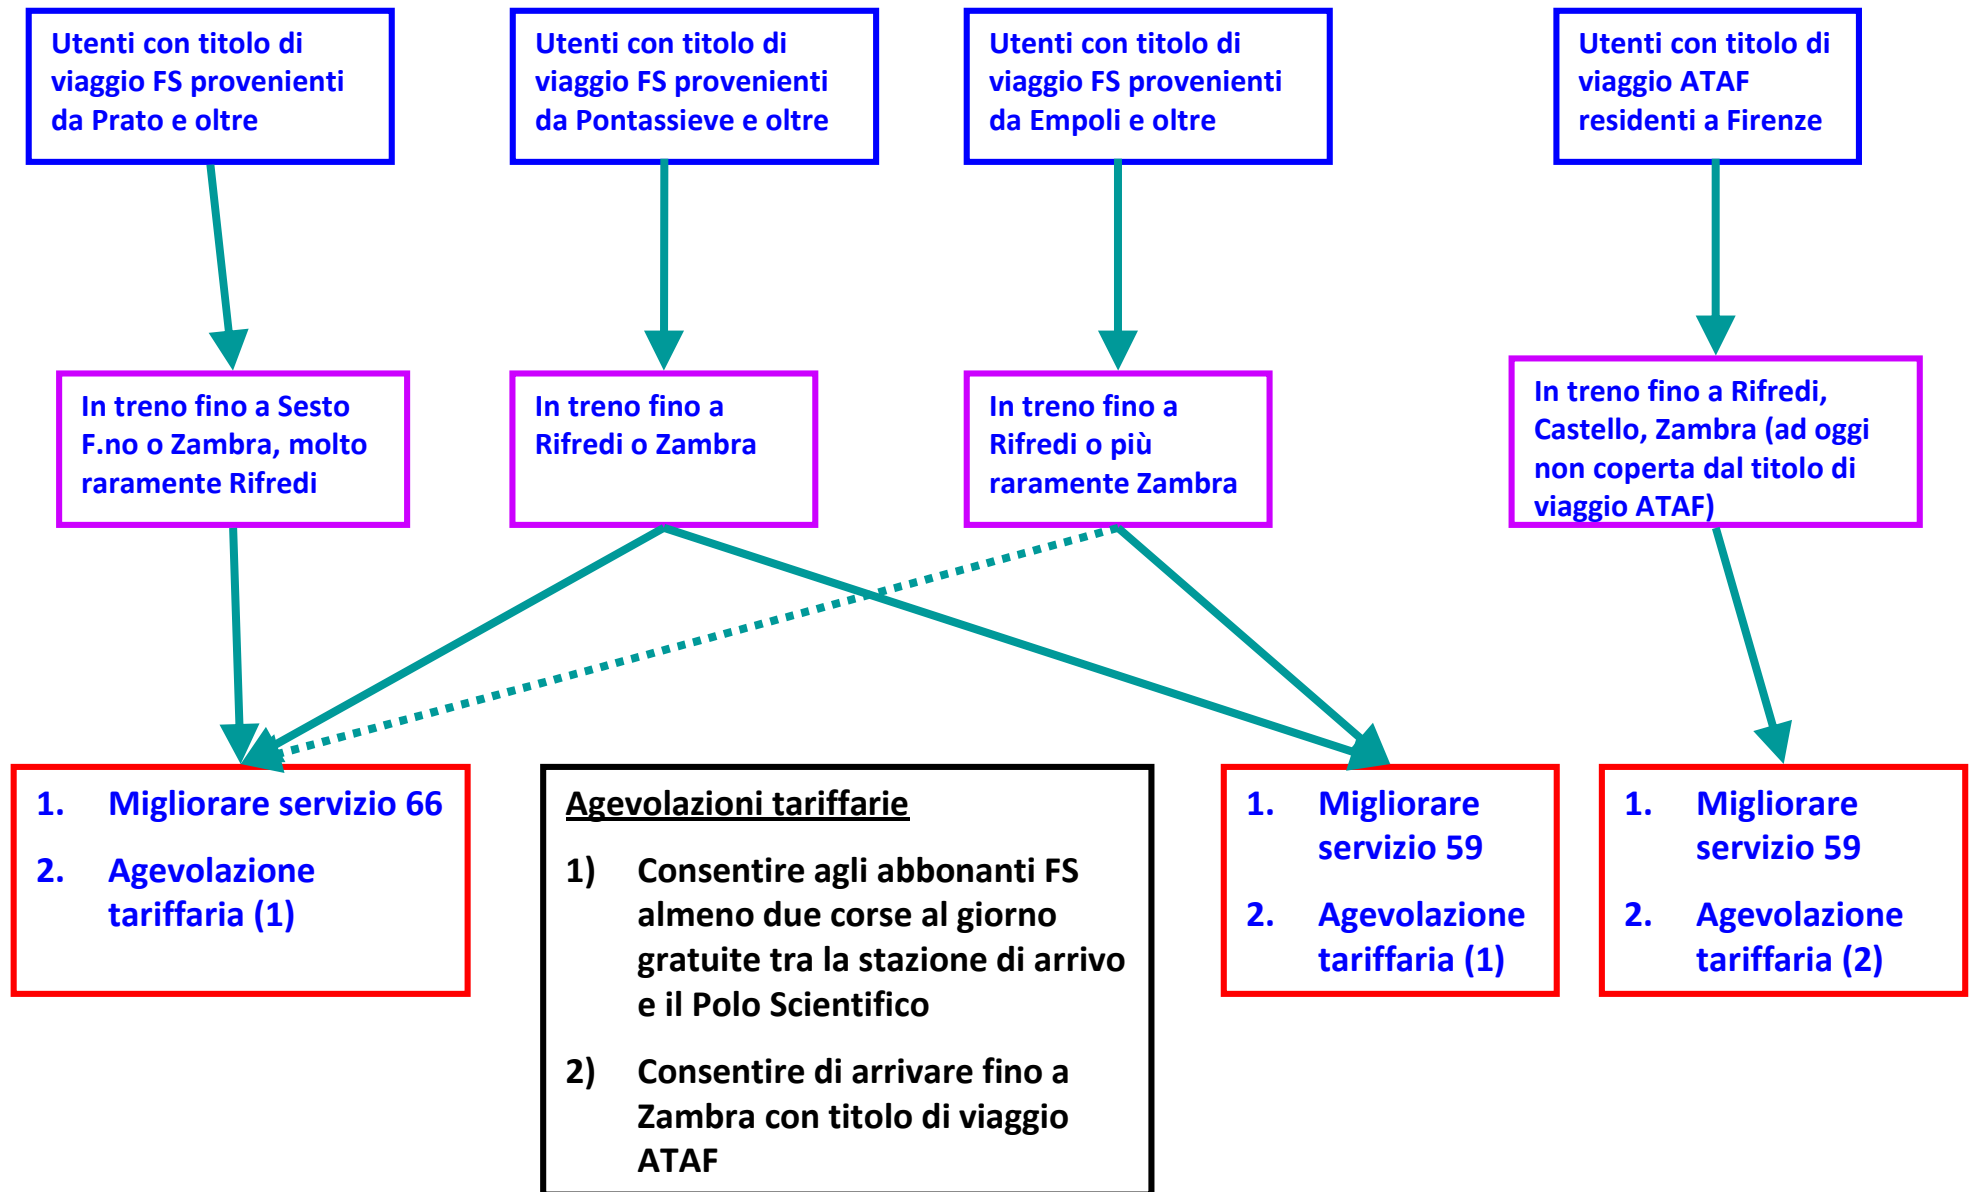 Utenti con titolo di
viaggio FS provenienti
da Prato e oltre
Utenti con titolo di
viaggio FS provenienti
da Pontassieve e oltre
Utenti con titolo di
viaggio FS provenienti
da Empoli e oltre
Utenti con titolo di
viaggio ATAF
residenti a Firenze
In treno fino a Sesto
F.no o Zambra, molto
raramente Rifredi
In treno fino a
Rifredi o Zambra
In treno fino a
Rifredi o più
raramente Zambra
In treno fino a Rifredi,
Castello, Zambra (ad oggi
non coperta dal titolo di
viaggio ATAF)
1. Migliorare servizio 66
2. Agevolazione
tariffaria (1)
Agevolazioni tariffarie
1) Consentire agli abbonanti FS
almeno due corse al giorno
gratuite tra la stazione di arrivo
e il Polo Scientifico
2) Consentire di arrivare fino a
Zambra con titolo di viaggio
ATAF
1. Migliorare
servizio 59
2. Agevolazione
tariffaria (1)
1. Migliorare
servizio 59
2. Agevolazione
tariffaria (2)